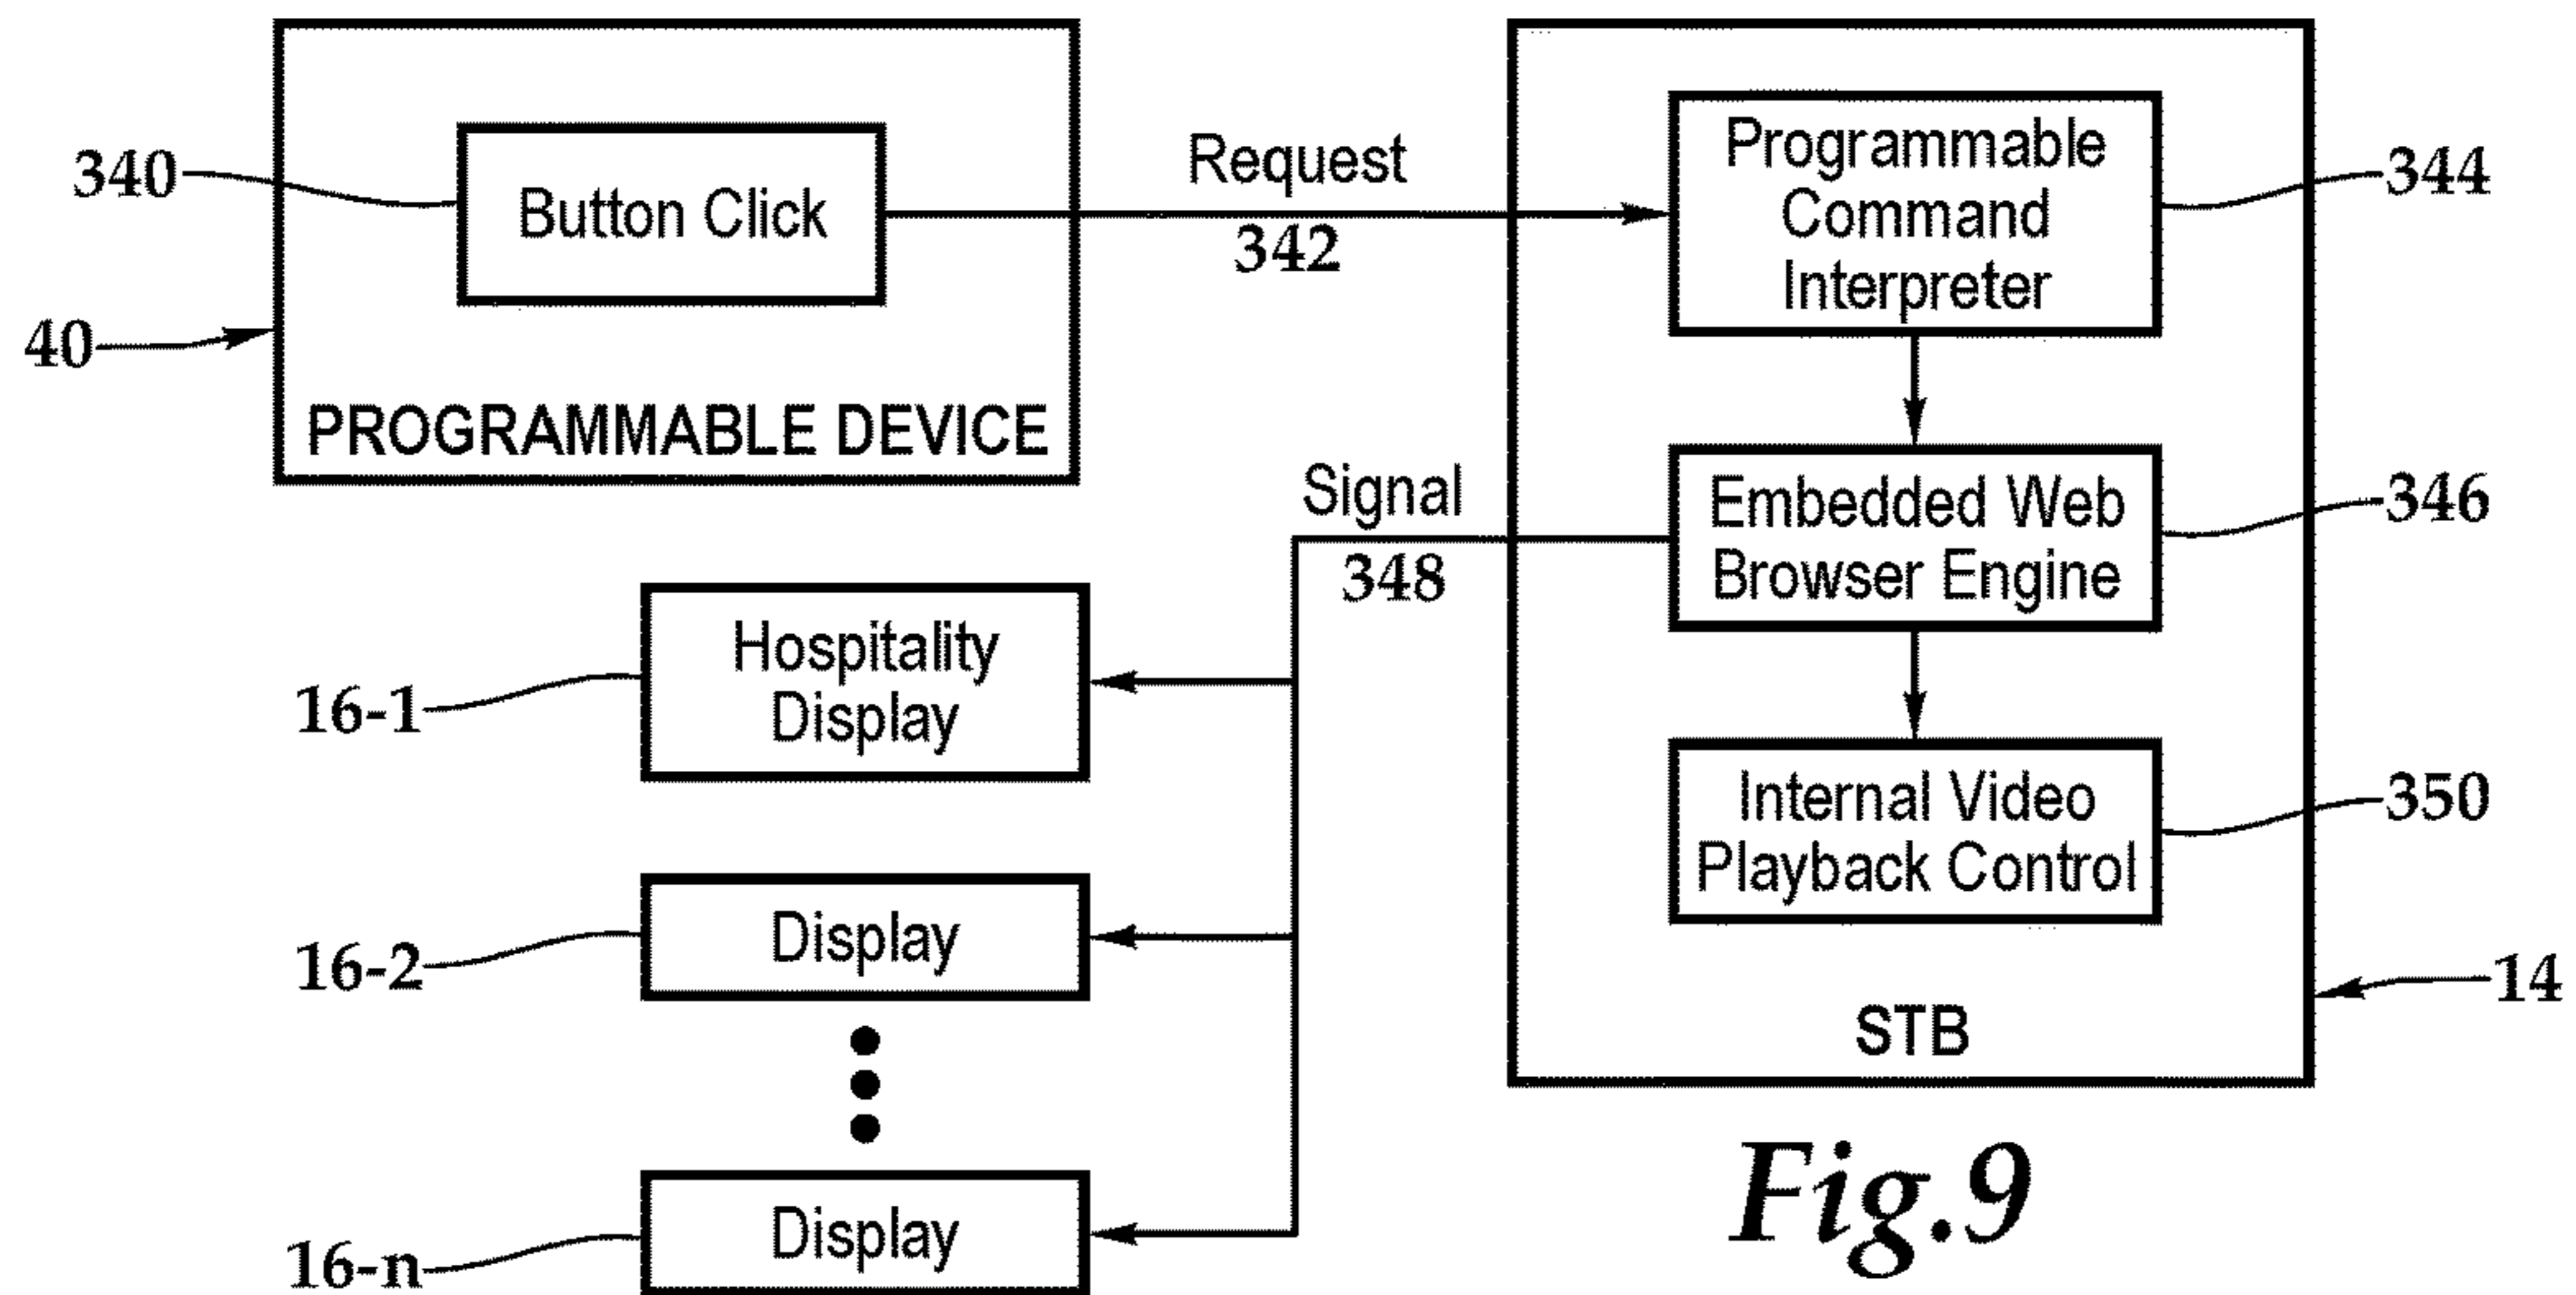 340
Button Click
40
PROGRAMMABLE DEVICE
Request
342
Programmable
Command
Interpreter
344
Signal
348
Embedded Web
Browser Engine
346
Internal Video
Playback Control
350
STB
14
Hospitality
Display
16-1
Display
16-2
Display
16-n
Fig.9